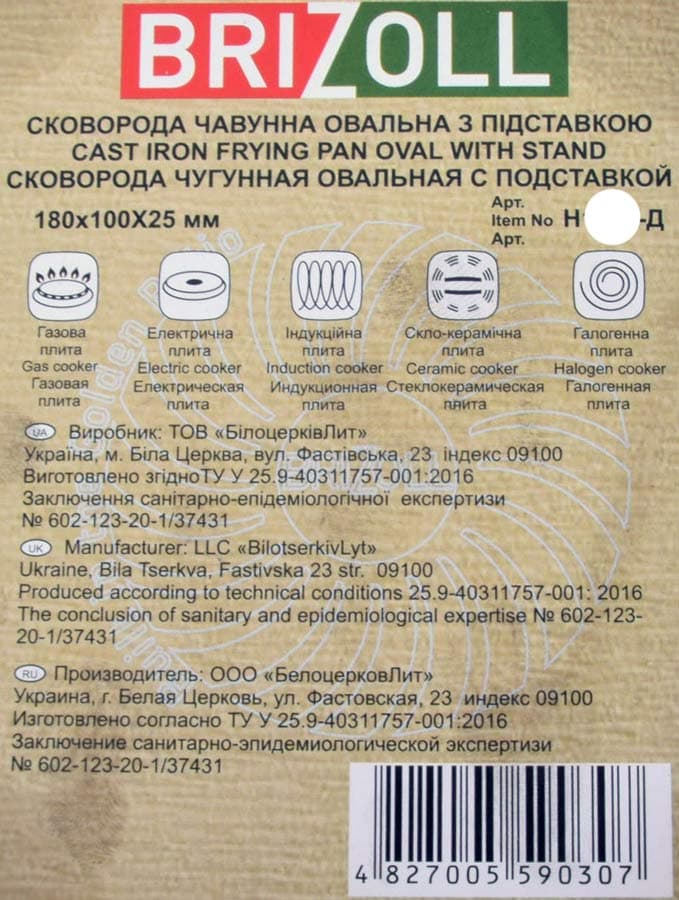 BRIZOLL
СКОВОРОДА ЧАВУННА ОВАЛЬНА З ПІДСТАВКОЮ
CAST IRON FRYING PAN OVAL WITH STAND
СКОВОРОДА ЧУГУННАЯ ОВАЛЬНАЯ С ПОДСТАВКОЙ
180x100X25 мм
Арт.
Item No
Арт.
-Д
Газова плита
Gas cooker
Газовая плита
Електрична плита
Electric cooker
Електрическая плита
Індукційна плита
Induction cooker
Индукционная плита
Скло-керамічна плита
Ceramic cooker
Стеклокерамическая плита
Галогенна плита
Halogen cooker
Галогенная плита
UA Виробник: ТОВ «БілоцерківЛит»
Україна, м. Біла Церква, вул. Фастівська, 23 індекс 09100
Виготовлено згідноТУ У 25.9-40311757-001:2016
Заключення санітарно-епідеміологічної експертизи
№ 602-123-20-1/37431
UK Manufacturer: LLC «BilotserkivLyt»
Ukraine, Bila Tserkva, Fastivska 23 str. 09100
Produced according to technical conditions 25.9-40311757-001: 2016
The conclusion of sanitary and epidemiological expertise № 602-123-
20-1/37431
RU Производитель: ООО «БелоцерковЛит»
Украина, г. Белая Церковь, ул. Фастовская, 23 индекс 09100
Изготовлено согласно ТУ У 25.9-40311757-001:2016
Заключение санитарно-эпидемиологической экспертизи
№ 602-123-20-1/37431
4 827005 590307